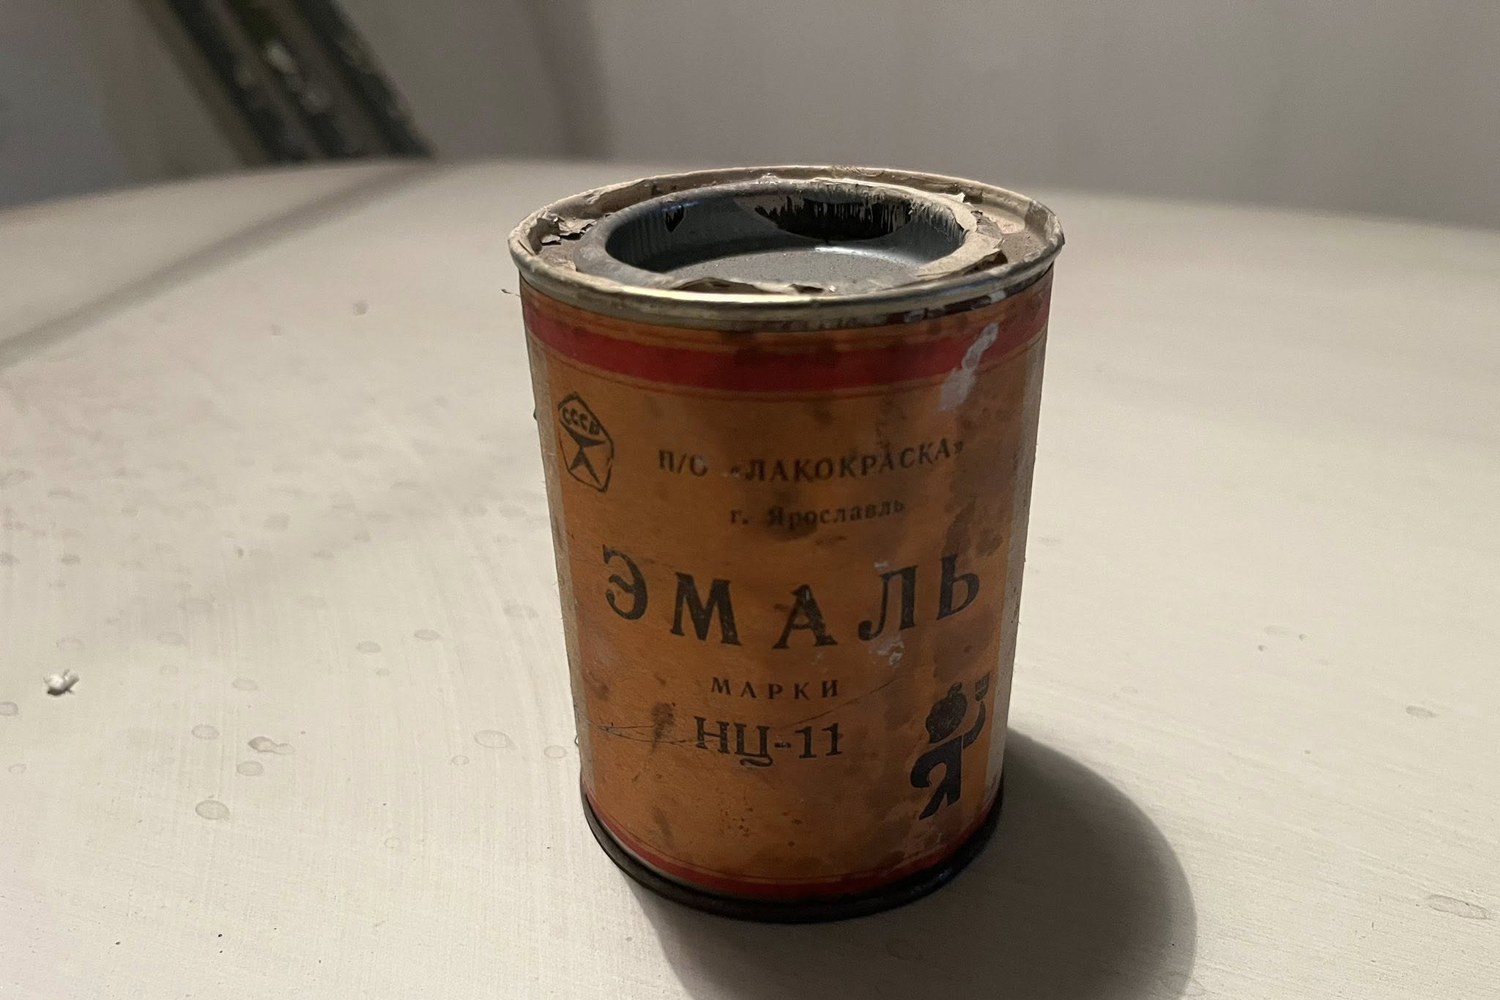 СССР
П/О «ЛАКОКРАСКА»
г. Ярославль
ЭМАЛЬ
МАРКИ
НЦ-11
Я